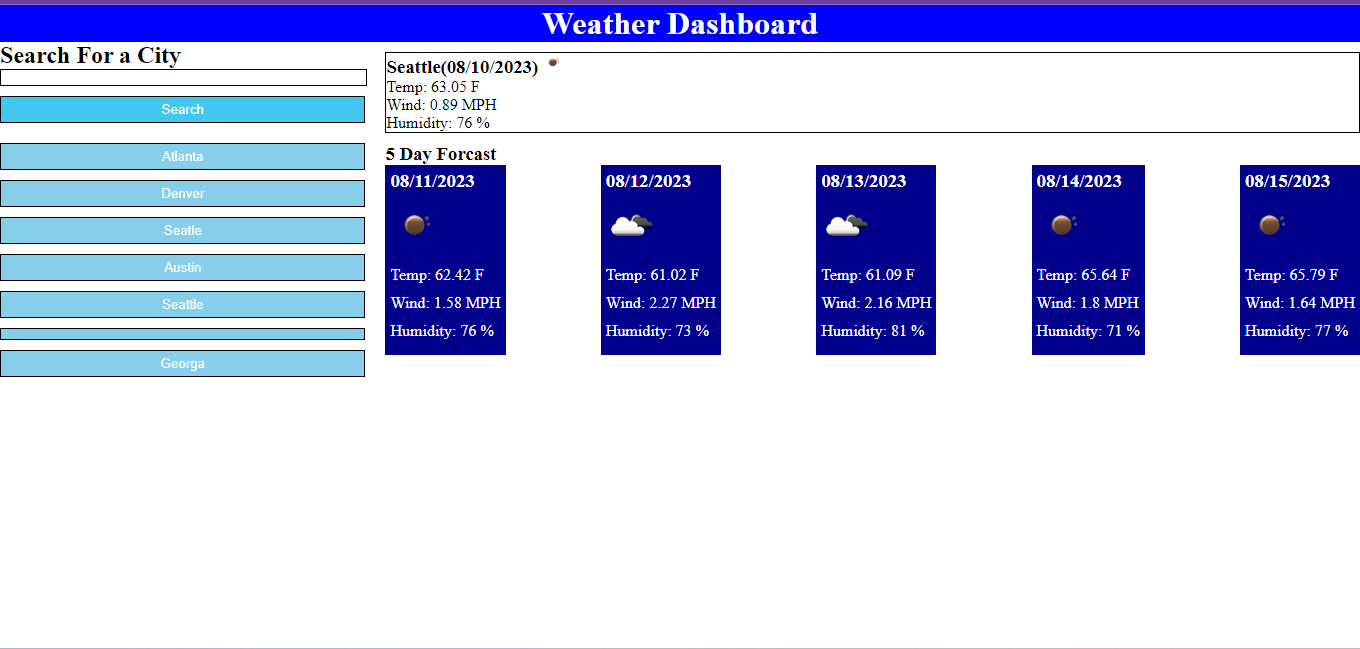 Weather Dashboard
Search For a City
Search
Atlanta
Denver
Seatle
Austin
Seattle
Georga
Seattle(08/10/2023)
Temp: 63.05 F
Wind: 0.89 MPH
Humidity: 76 %
5 Day Forcast
08/11/2023
Temp: 62.42 F
Wind: 1.58 MPH
Humidity: 76 %
08/12/2023
Temp: 61.02 F
Wind: 2.27 MPH
Humidity: 73 %
08/13/2023
Temp: 61.09 F
Wind: 2.16 MPH
Humidity: 81 %
08/14/2023
Temp: 65.64 F
Wind: 1.8 MPH
Humidity: 71 %
08/15/2023
Temp: 65.79 F
Wind: 1.64 MPH
Humidity: 77 %